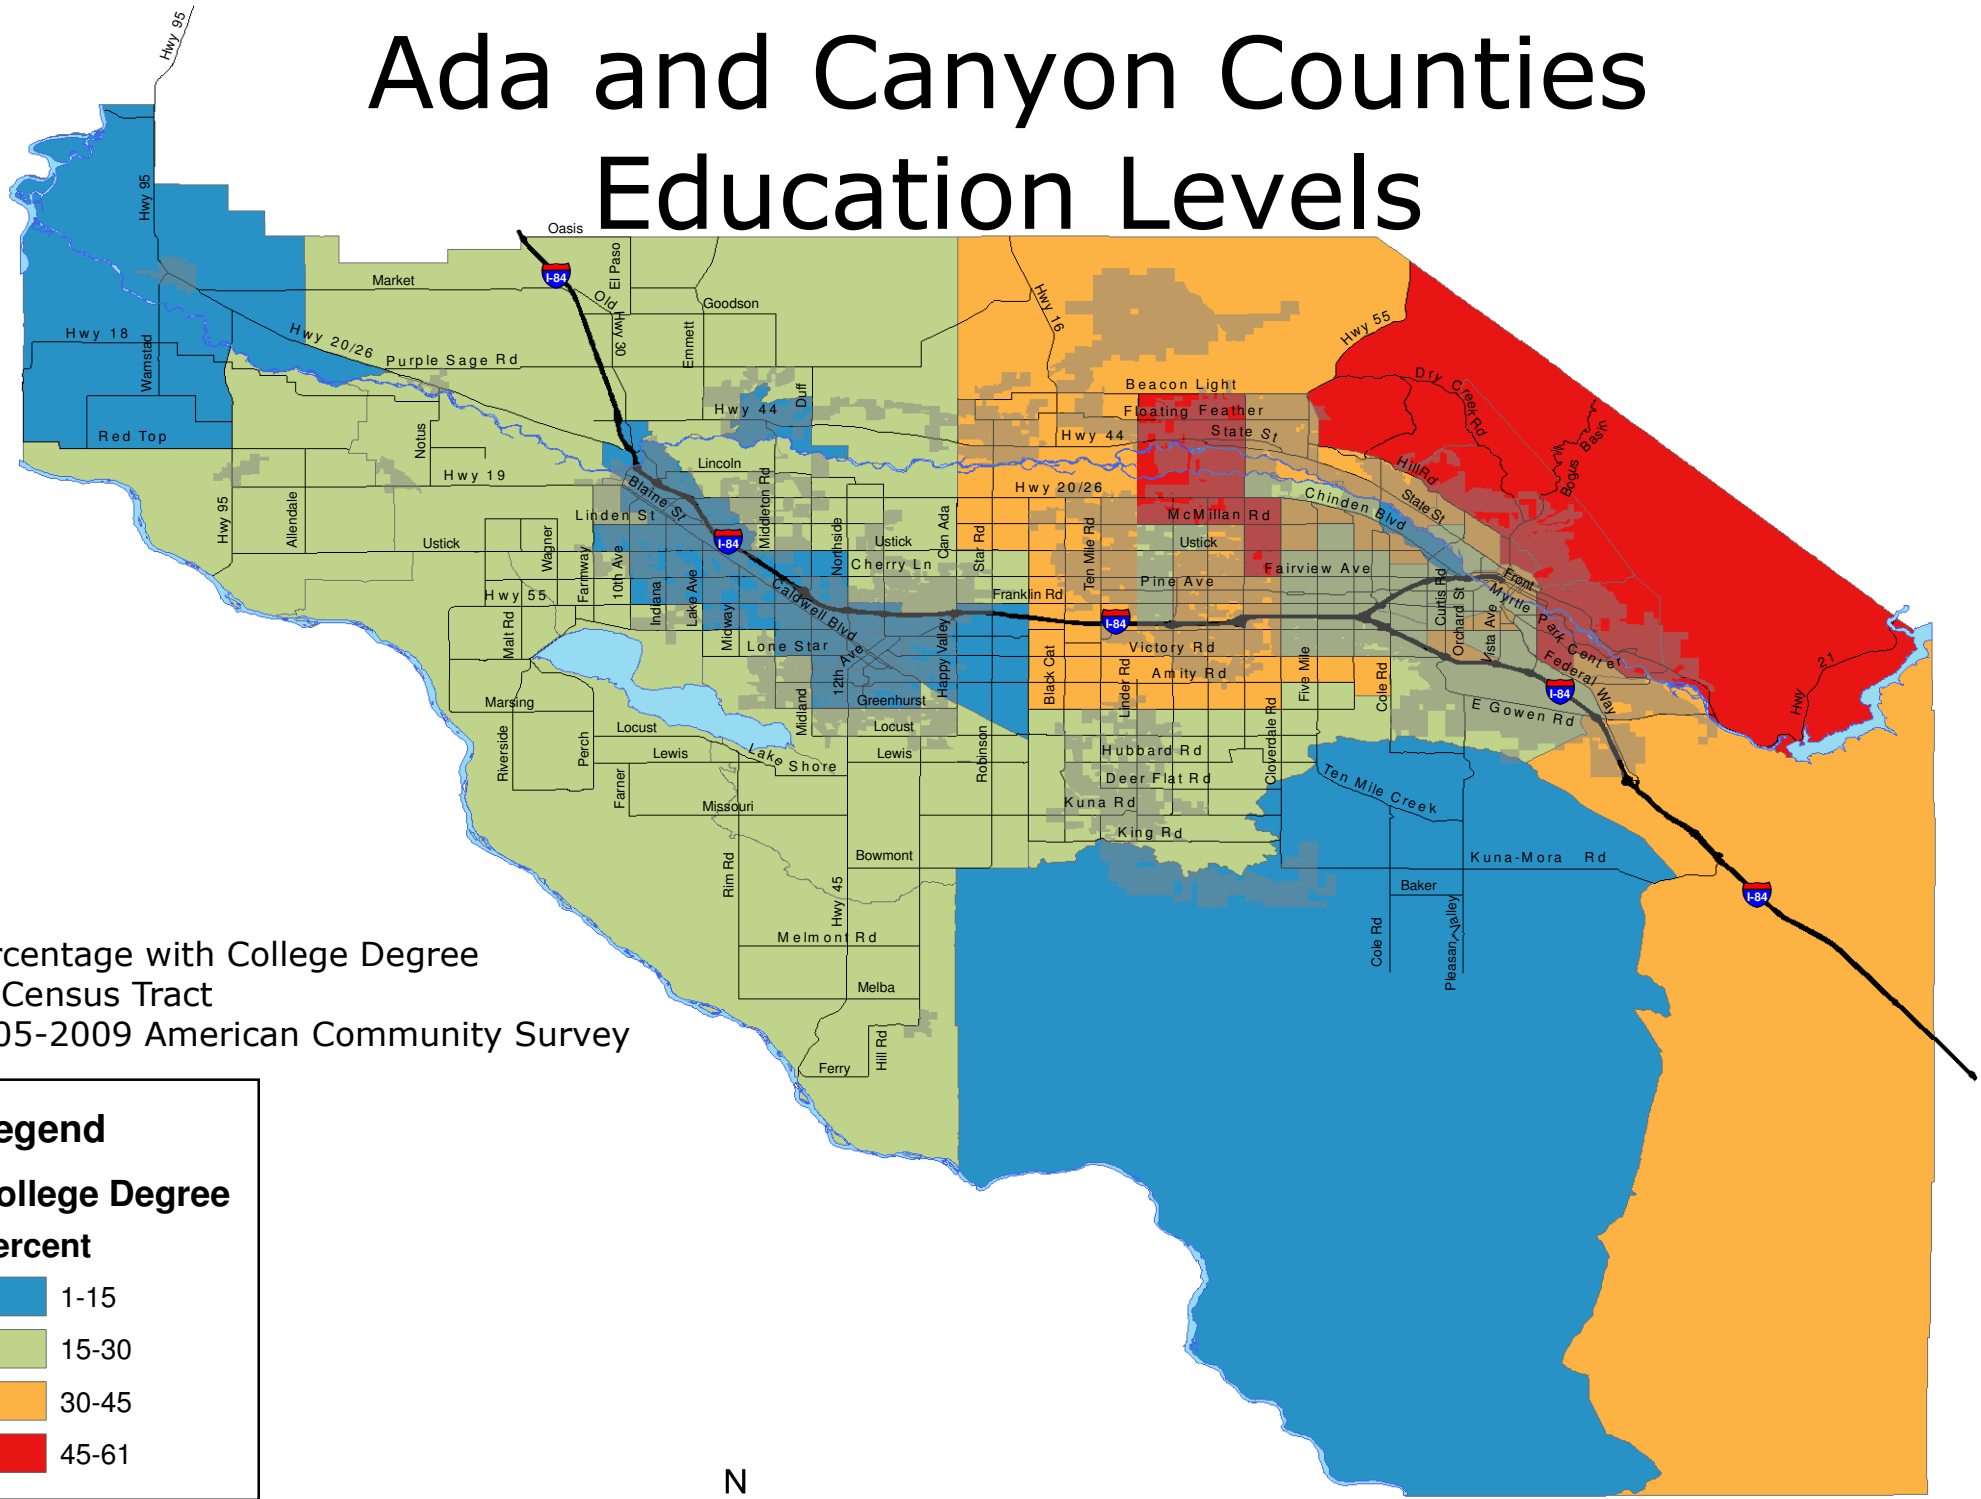 Ada and Canyon Counties
Education Levels
Hwy 95
Hwy 95
Oasis
I-84
El Paso
Market
Old Hwy 30
Goodson
Emmett
Hwy 16
Hwy 55
Hwy 18
Wamstad
Hwy 20/26
Purple Sage Rd
Duff
Beacon Light
Dry Creek Rd
Hwy 44
Floating Feather
State St
Hwy 44
Bogus Basin
Red Top
Notus
Hwy 19
Lincoln
Hill Rd
Hwy 95
Allendale
Blaine St
Middleton Rd
Hwy 20/26
Chinden Blvd
State St
Linden St
McMillan Rd
Ustick
Wagner
I-84
Northside
Ustick
Can Ada
Star Rd
Ten Mile Rd
Ustick
Cherry Ln
Fairview Ave
Farmway
10th Ave
Indiana
Lake Ave
Midway
Caldwell Blvd
Pine Ave
Front
Hwy 55
Franklin Rd
Curtis Rd
Orchard St
Vista Ave
Myrtle
Malt Rd
I-84
Park Center
Lone Star
12th Ave
Happy Valley
Victory Rd
Black Cat
Linder Rd
Amity Rd
Five Mile
Cole Rd
Federal Way
I-84
Hwy 21
Marsing
Greenhurst
Midland
Cloverdale Rd
E Gowen Rd
Locust
Locust
Riverside
Perch
Lewis
Lake Shore
Lewis
Robinson
Hubbard Rd
Farner
Deer Flat Rd
Ten Mile Creek
Missouri
Kuna Rd
King Rd
Rim Rd
Bowmont
Kuna-Mora Rd
Hwy 45
Baker
I-84
Cole Rd
Pleasant Valley
Melmont Rd
Melba
Hill Rd
Ferry
rcentage with College Degree
Census Tract
05-2009 American Community Survey
egend
ollege Degree
ercent
1-15
15-30
30-45
45-61
N